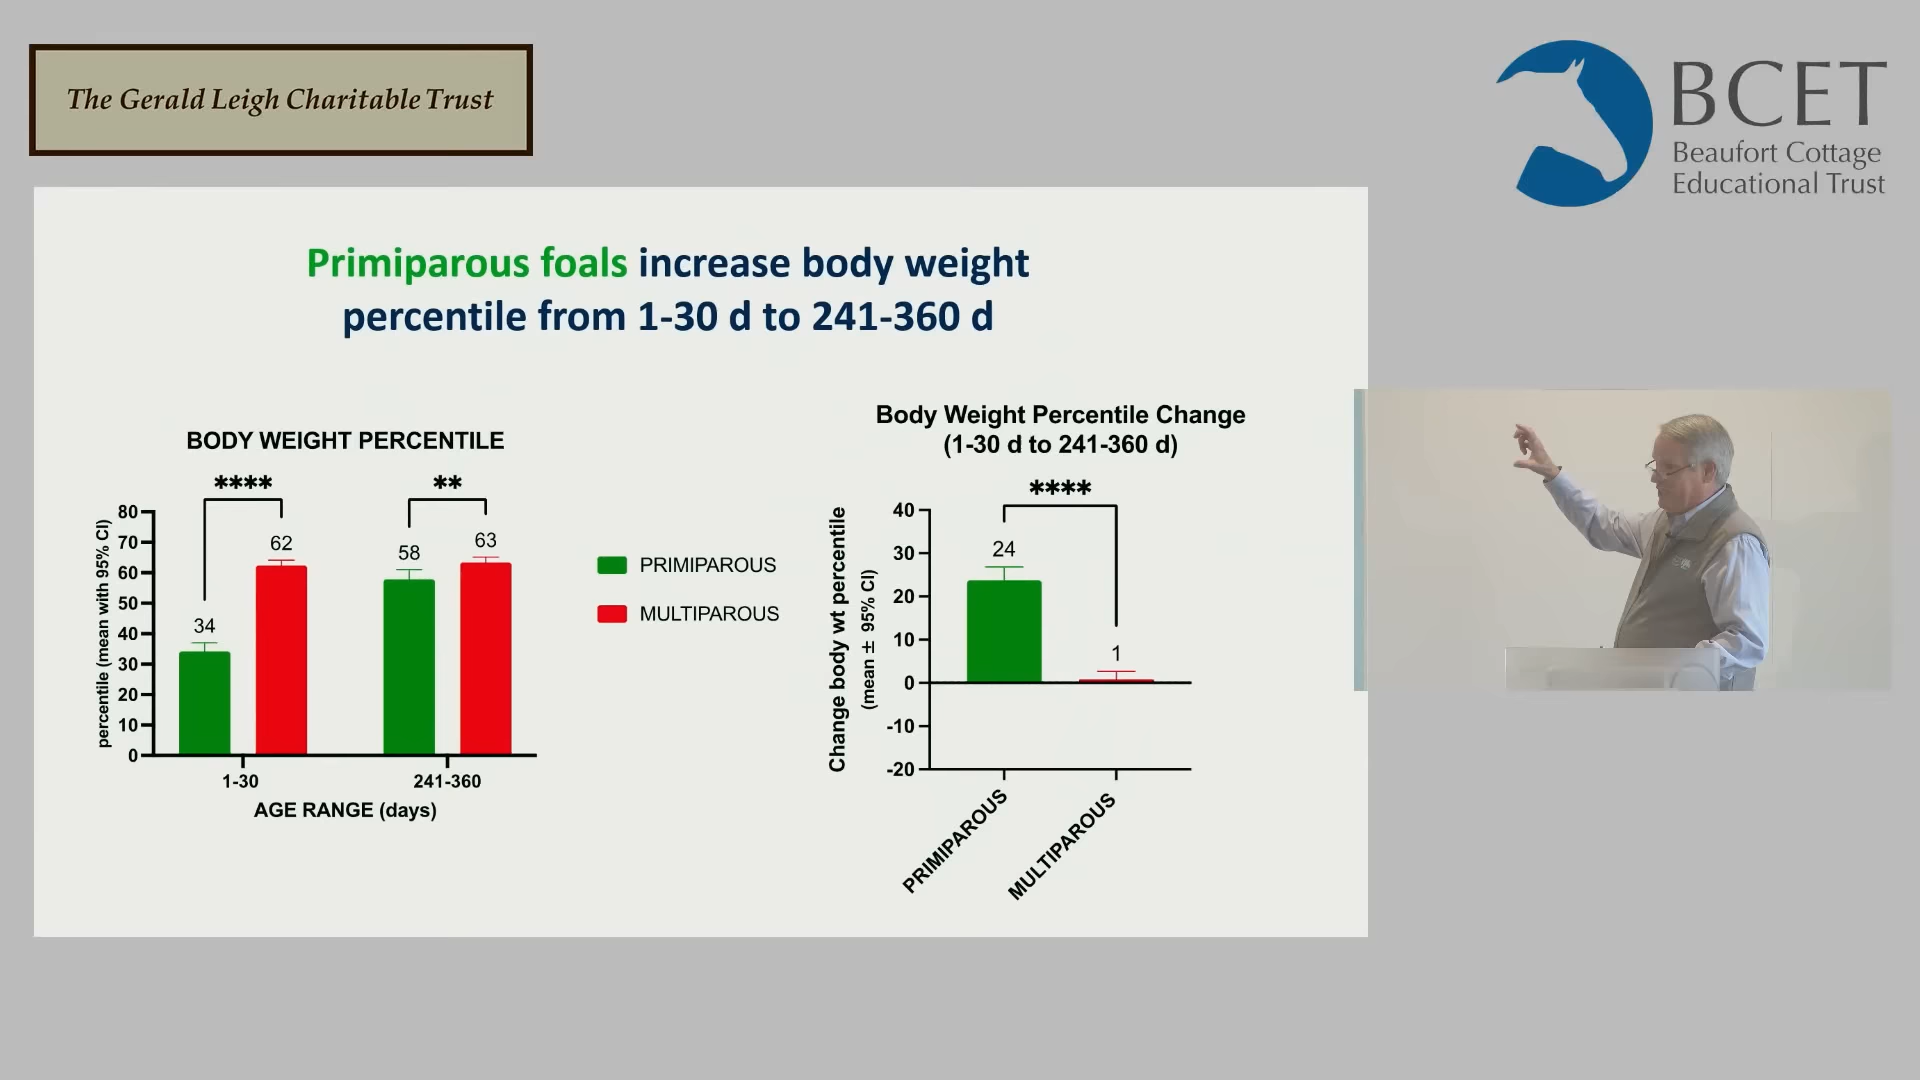 The Gerald Leigh Charitable Trust
BCET
Beaufort Cottage
Educational Trust
Primiparous foals increase body weight
percentile from 1-30 d to 241-360 d
BODY WEIGHT PERCENTILE
**** **
percentile (mean with 95% CI)
80
70
60
50
40
30
20
10
0
34
62
58
63
1-30
241-360
AGE RANGE (days)
PRIMIPAROUS
MULTIPAROUS
Body Weight Percentile Change
(1-30 d to 241-360 d)
****
Change body wt percentile
(mean ± 95% CI)
40
30
20
10
0
-10
-20
24
1
PRIMIPAROUS
MULTIPAROUS